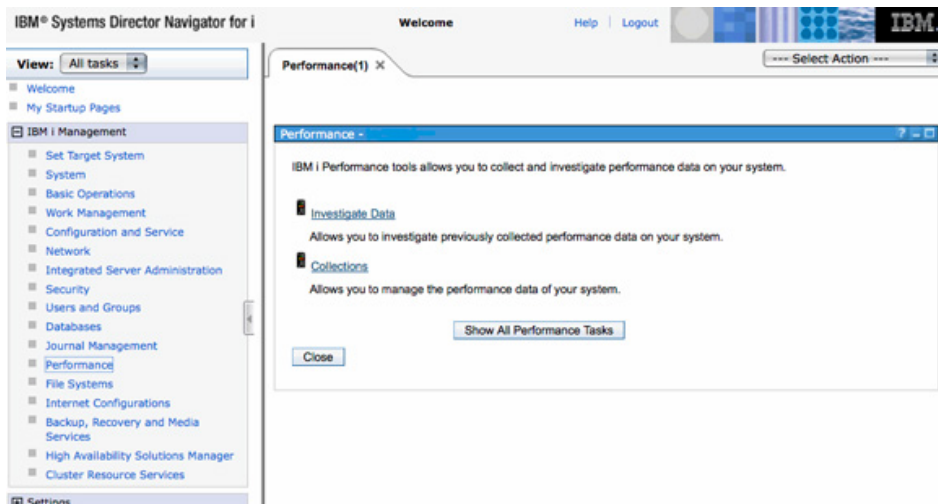 IBM® Systems Director Navigator for i
Welcome
Help
Logout
IBM.
View: All tasks
Welcome
My Startup Pages
IBM i Management
Set Target System
System
Basic Operations
Work Management
Configuration and Service
Network
Integrated Server Administration
Security
Users and Groups
Databases
Journal Management
Performance
File Systems
Internet Configurations
Backup, Recovery and Media
Services
High Availability Solutions Manager
Cluster Resource Services
Settings
Performance(1)
--- Select Action ---
Performance -
IBM i Performance tools allows you to collect and investigate performance data on your system.
Investigate Data
Allows you to investigate previously collected performance data on your system.
Collections
Allows you to manage the performance data of your system.
Show All Performance Tasks
Close